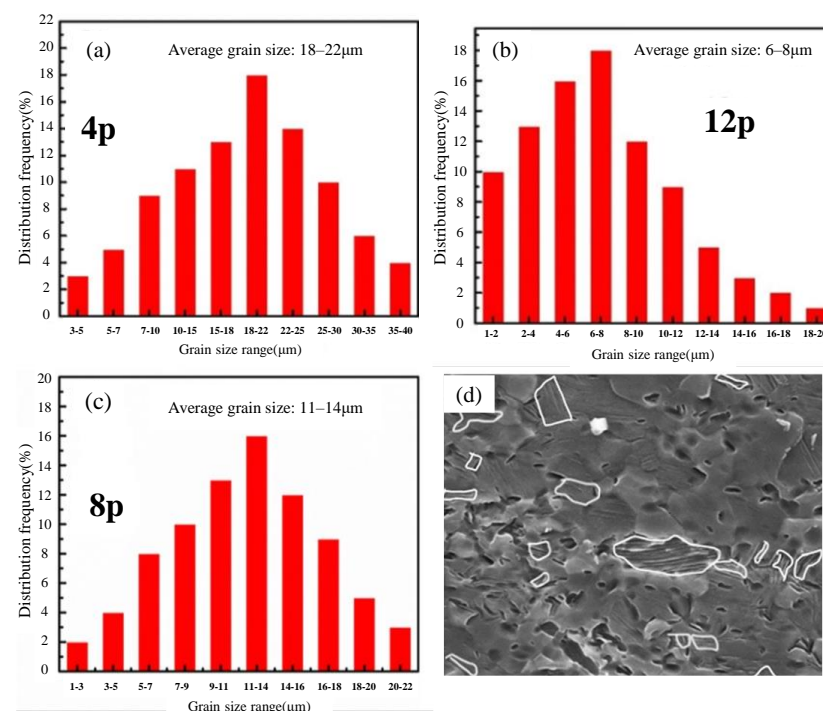 (a)
Average grain size: 18–22μm
4p
Distribution frequency(%)
22
20
18
16
14
12
10
8
6
4
2
0
3-5 5-7 7-10 10-15 15-18 18-22 22-25 25-30 30-35 35-40
Grain size range(μm)
(b)
Average grain size: 6–8μm
12p
Distribution frequency(%)
18
16
14
12
10
8
6
4
2
0
1-2 2-4 4-6 6-8 8-10 10-12 12-14 14-16 16-18 18-20
Grain size range(μm)
(c)
Average grain size: 11–14μm
8p
Distribution frequency(%)
20
18
16
14
12
10
8
6
4
2
0
1-3 3-5 5-7 7-9 9-11 11-14 14-16 16-18 18-20 20-22
Grain size range(μm)
(d)